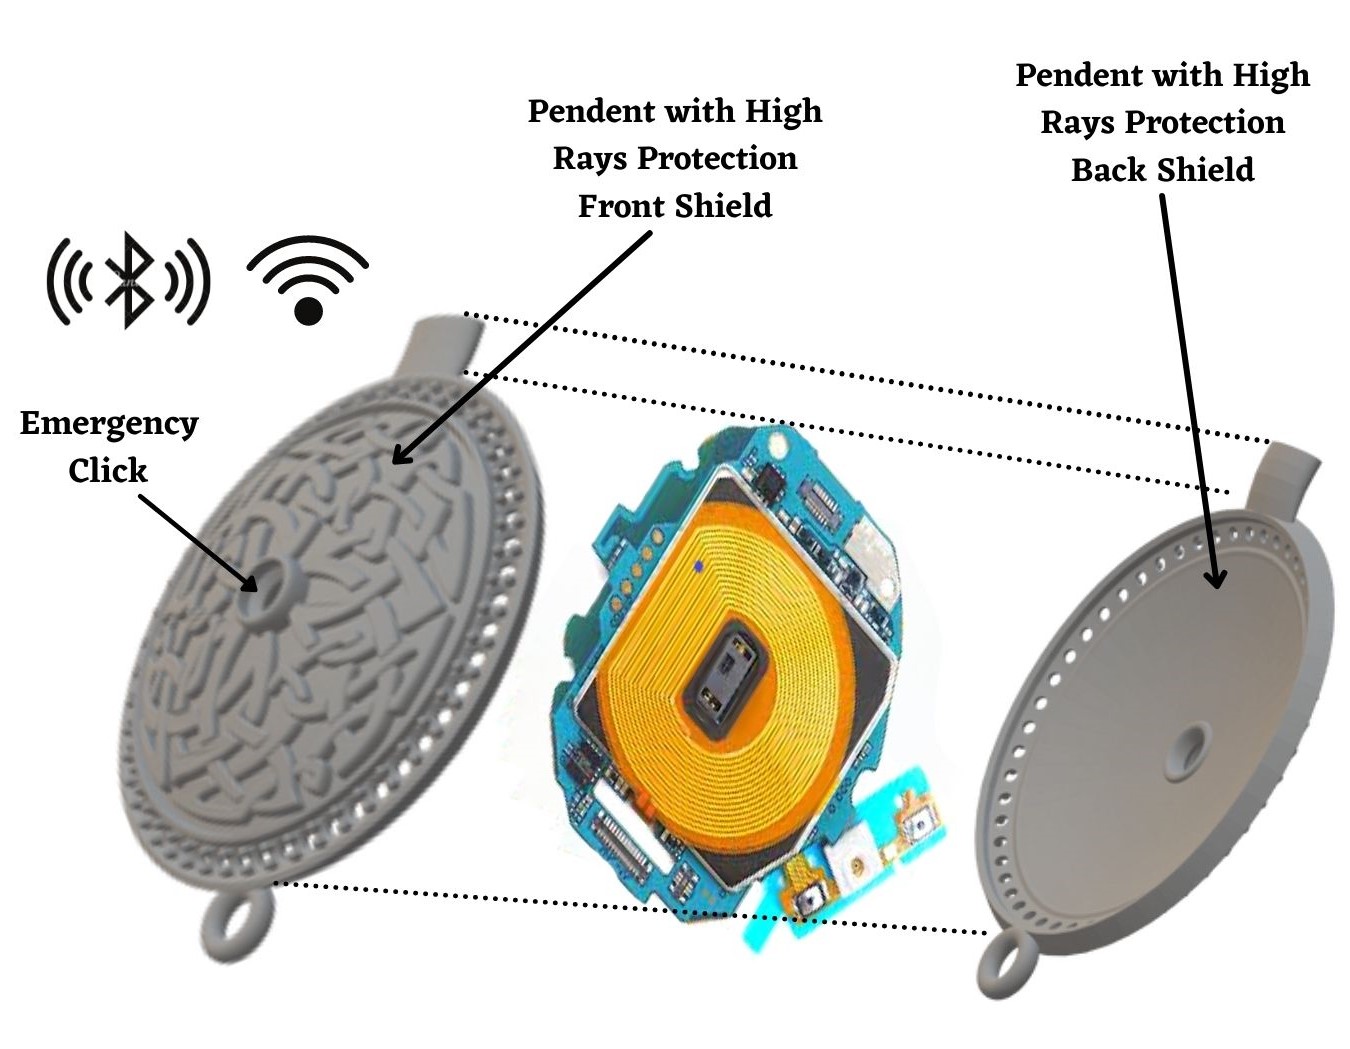 Pendent with High
Rays Protection
Back Shield
Pendent with High
Rays Protection
Front Shield
Emergency
Click